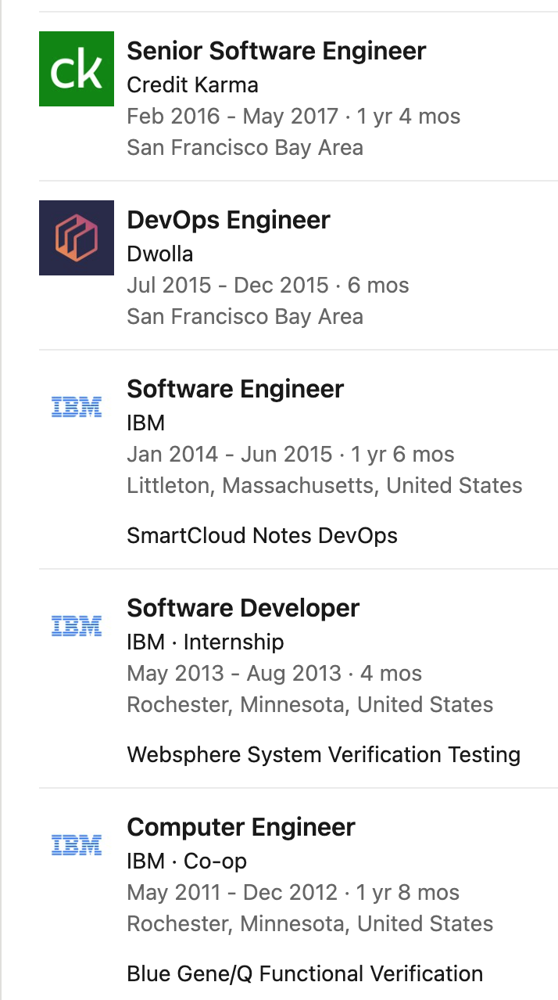 ck
Senior Software Engineer
Credit Karma
Feb 2016 - May 2017 · 1 yr 4 mos
San Francisco Bay Area
DevOps Engineer
Dwolla
Jul 2015 - Dec 2015 · 6 mos
San Francisco Bay Area
IBM
Software Engineer
IBM
Jan 2014 - Jun 2015 · 1 yr 6 mos
Littleton, Massachusetts, United States
SmartCloud Notes DevOps
IBM
Software Developer
IBM · Internship
May 2013 - Aug 2013 · 4 mos
Rochester, Minnesota, United States
Websphere System Verification Testing
IBM
Computer Engineer
IBM · Co-op
May 2011 - Dec 2012 · 1 yr 8 mos
Rochester, Minnesota, United States
Blue Gene/Q Functional Verification